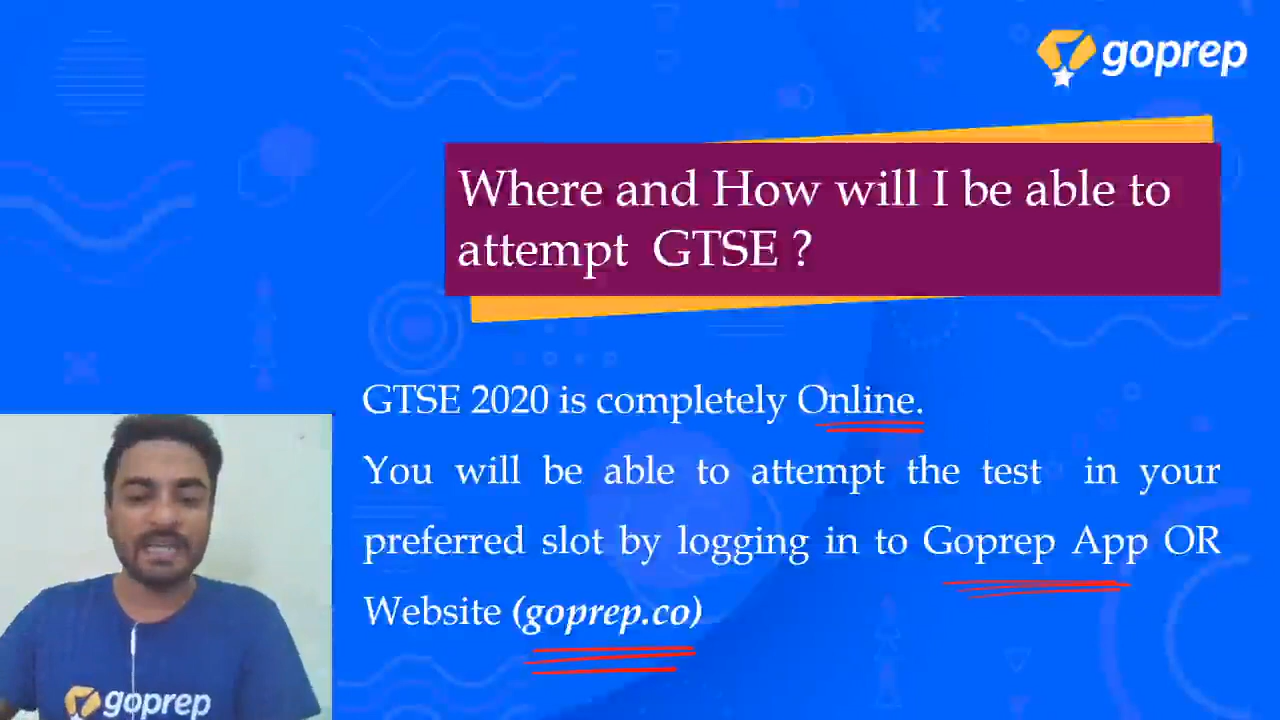 goprep
Where and How will I be able to
attempt GTSE ?
GTSE 2020 is completely Online.
You will be able to attempt the test in your
preferred slot by logging in to Goprep App OR
Website (goprep.co)
goprep